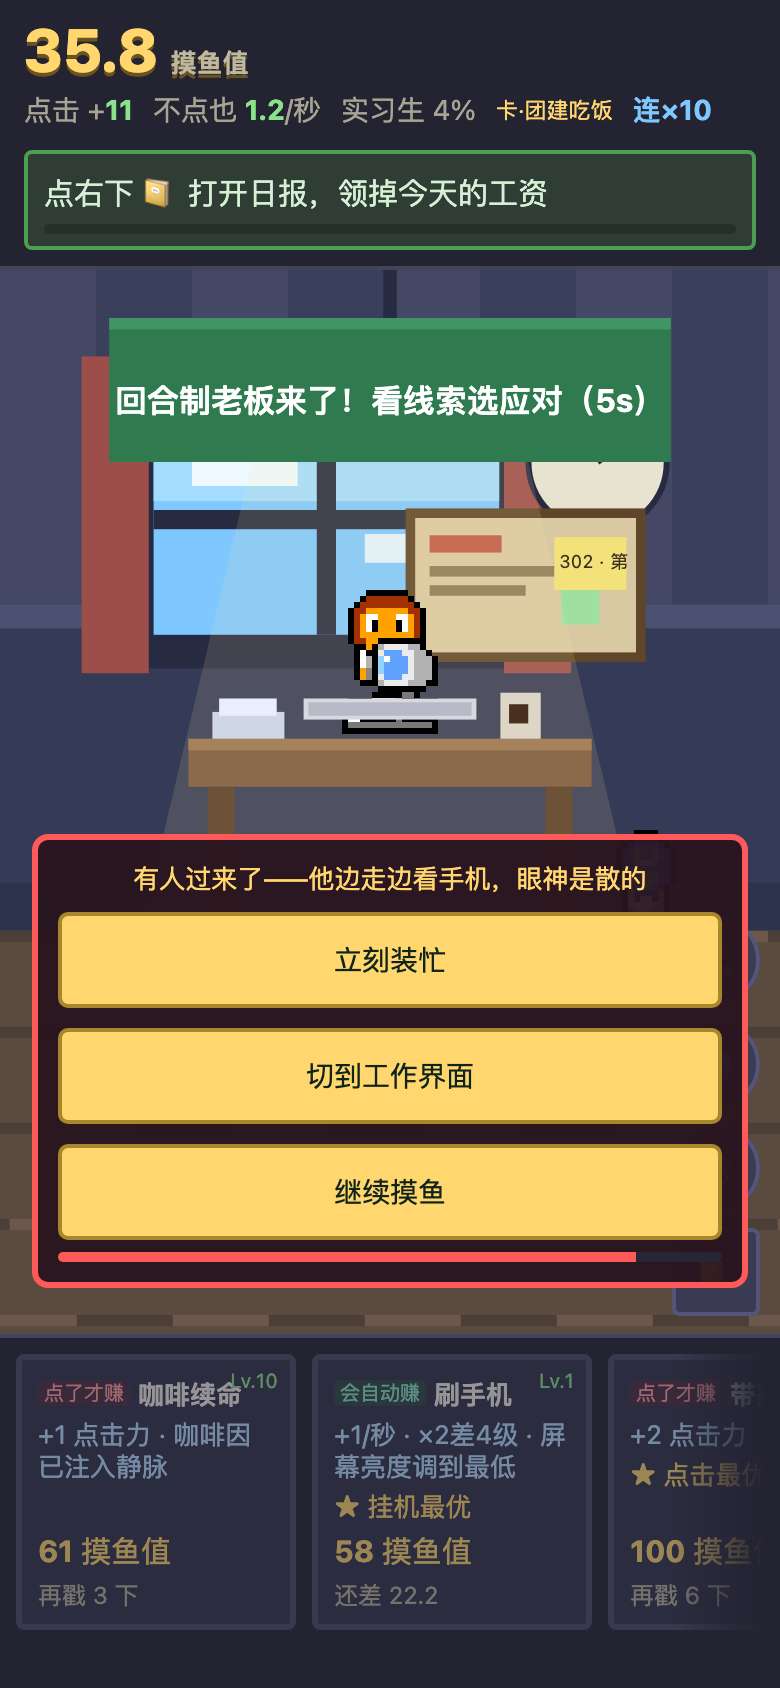 35.8 摸鱼值
点击 +11 不点也 1.2/秒 实习生 4% 卡·团建吃饭 连×10
点右下 打开日报，领掉今天的工资
回合制老板来了！看线索选应对（5s）
302 · 第
有人过来了——他边走边看手机，眼神是散的
立刻装忙
切到工作界面
继续摸鱼
点了才赚 咖啡续命 Lv.10
+1 点击力 · 咖啡因
已注入静脉
61 摸鱼值
再戳 3 下
会自动赚 刷手机 Lv.1
+1/秒 · ×2差4级 · 屏
幕亮度调到最低
★ 挂机最优
58 摸鱼值
还差 22.2
点了才赚 带
+2 点击力
★ 点击最优
100 摸鱼
再戳 6 下